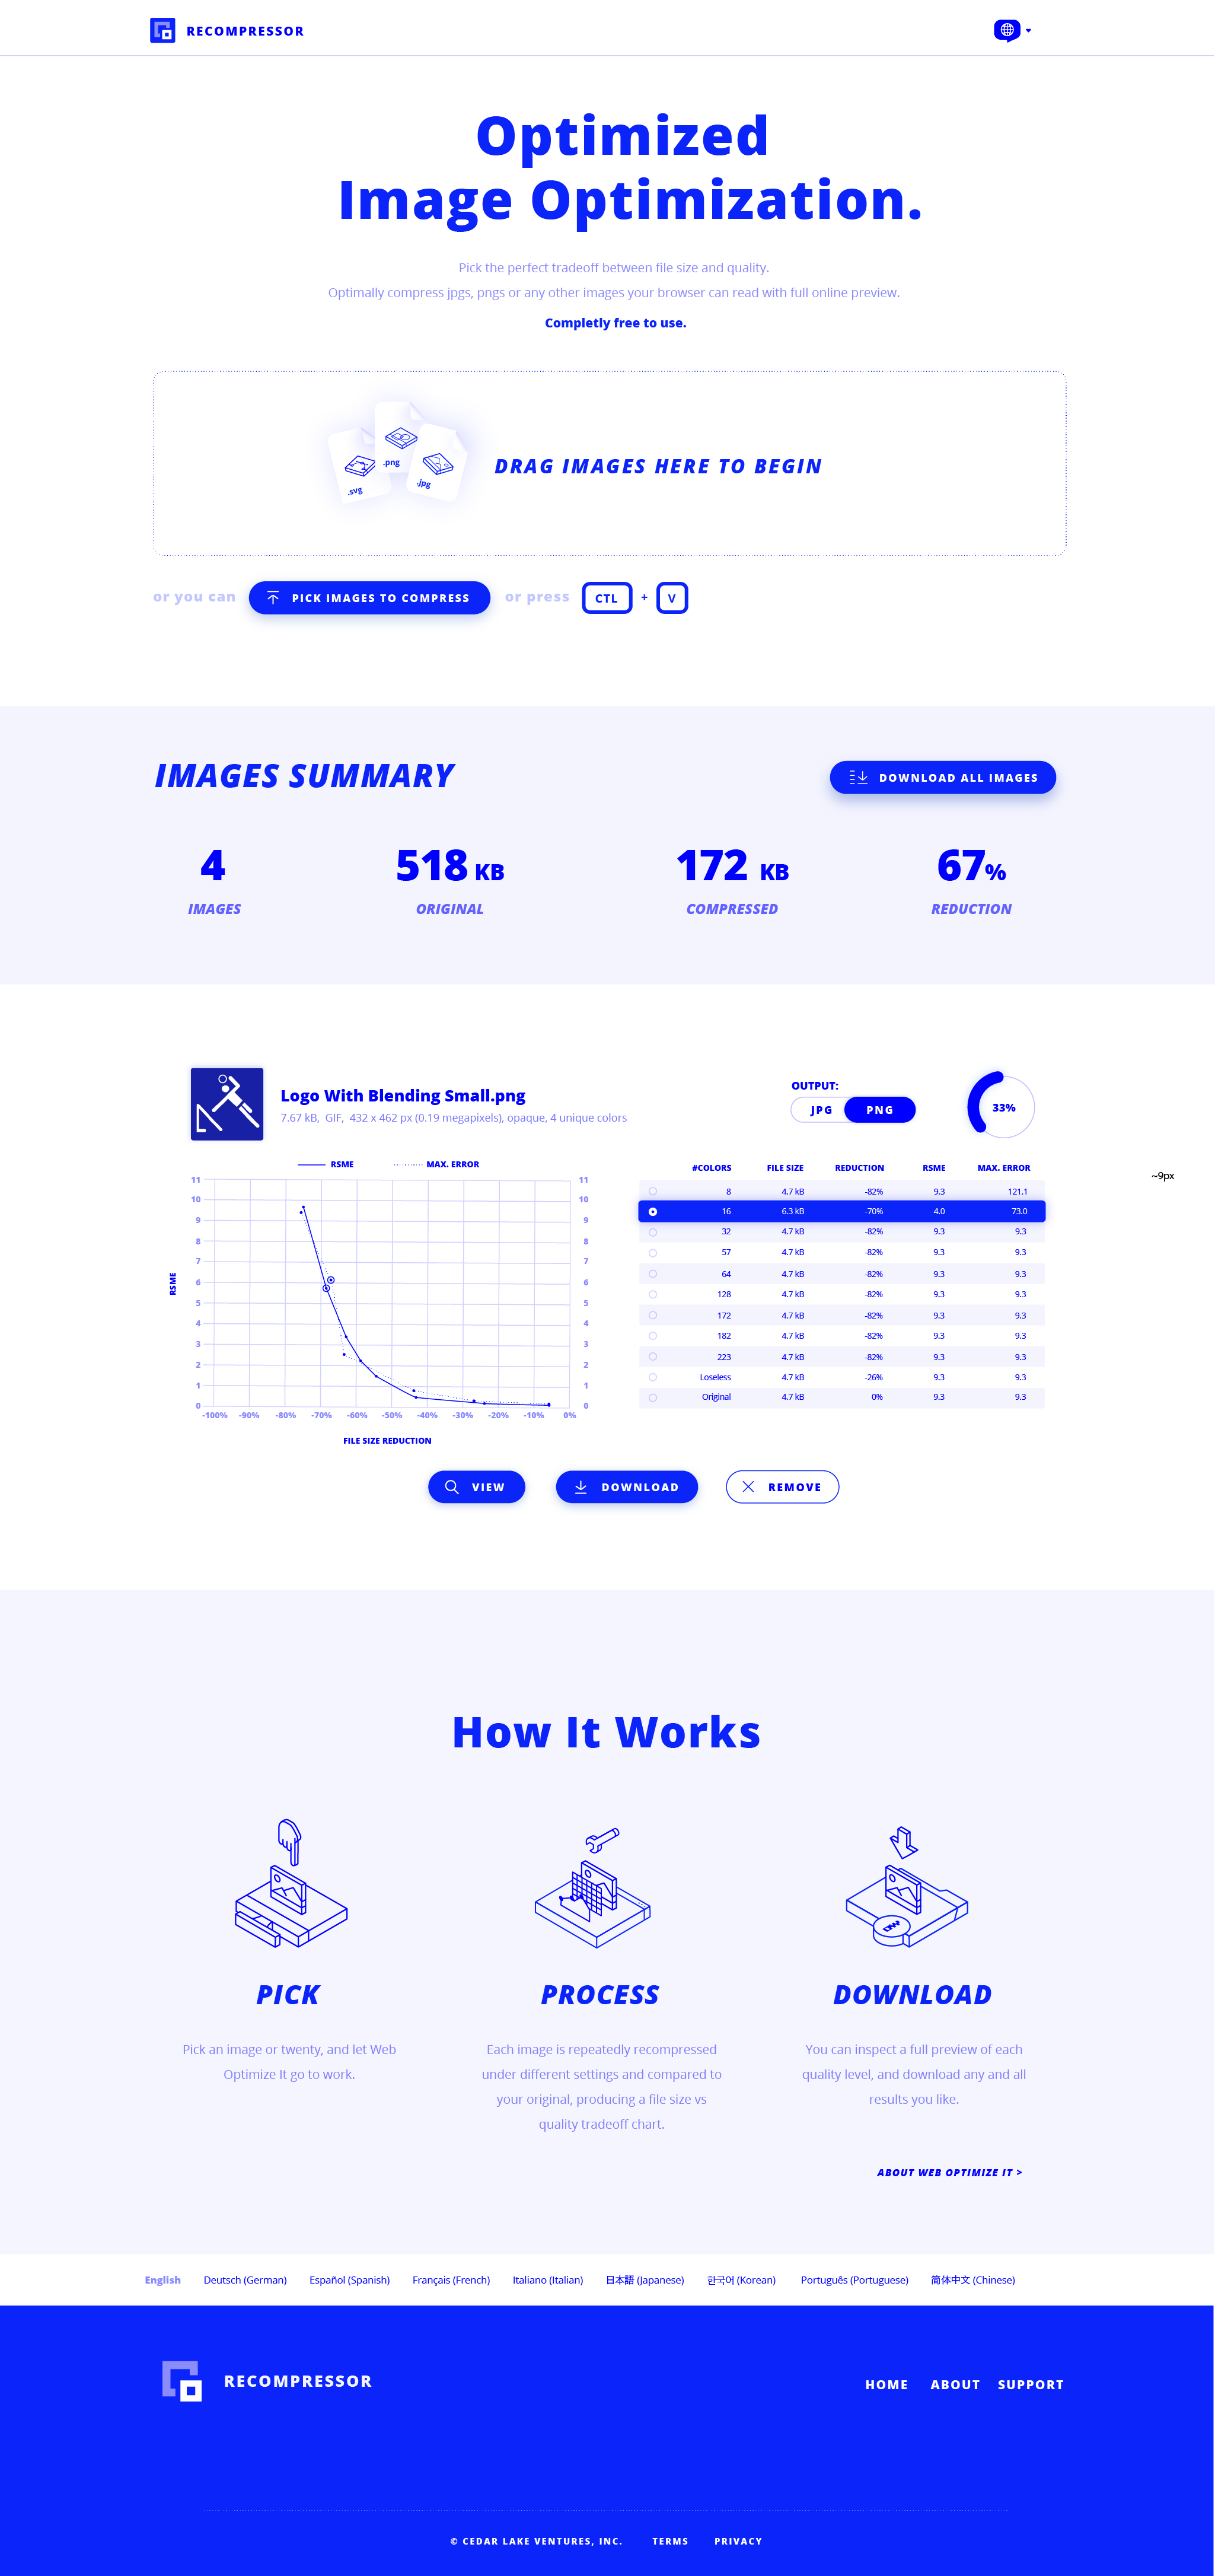 RECOMPRESSOR
Optimized
Image Optimization.
Pick the perfect tradeoff between file size and quality.
Optimally compress jpgs, pngs or any other images your browser can read with full online preview.
Completly free to use.
.svg
.png
.jpg
DRAG IMAGES HERE TO BEGIN
or you can
PICK IMAGES TO COMPRESS
or press
CTL + V
IMAGES SUMMARY
DOWNLOAD ALL IMAGES
4
IMAGES
518 KB
ORIGINAL
172 KB
COMPRESSED
67%
REDUCTION
Logo With Blending Small.png
7.67 kB, GIF, 432 x 462 px (0.19 megapixels), opaque, 4 unique colors
OUTPUT:
JPG PNG
33%
RSME MAX. ERROR
11 11
10 10
9 9
8 8
7 7
6 6
5 5
4 4
3 3
2 2
1 1
0 0
RSME
-100% -90% -80% -70% -60% -50% -40% -30% -20% -10% 0%
FILE SIZE REDUCTION
#COLORS FILE SIZE REDUCTION RSME MAX. ERROR
8 4.7 kB -82% 9.3 121.1
16 6.3 kB -70% 4.0 73.0
32 4.7 kB -82% 9.3 9.3
57 4.7 kB -82% 9.3 9.3
64 4.7 kB -82% 9.3 9.3
128 4.7 kB -82% 9.3 9.3
172 4.7 kB -82% 9.3 9.3
182 4.7 kB -82% 9.3 9.3
223 4.7 kB -82% 9.3 9.3
Loseless 4.7 kB -26% 9.3 9.3
Original 4.7 kB 0% 9.3 9.3
~9px
VIEW
DOWNLOAD
REMOVE
How It Works
PICK
Pick an image or twenty, and let Web
Optimize It go to work.
PROCESS
Each image is repeatedly recompressed
under different settings and compared to
your original, producing a file size vs
quality tradeoff chart.
DOWNLOAD
You can inspect a full preview of each
quality level, and download any and all
results you like.
ABOUT WEB OPTIMIZE IT >
English Deutsch (German) Español (Spanish) Français (French) Italiano (Italian) 日本語 (Japanese) 한국어 (Korean) Português (Portuguese) 简体中文 (Chinese)
RECOMPRESSOR
HOME ABOUT SUPPORT
© CEDAR LAKE VENTURES, INC. TERMS PRIVACY